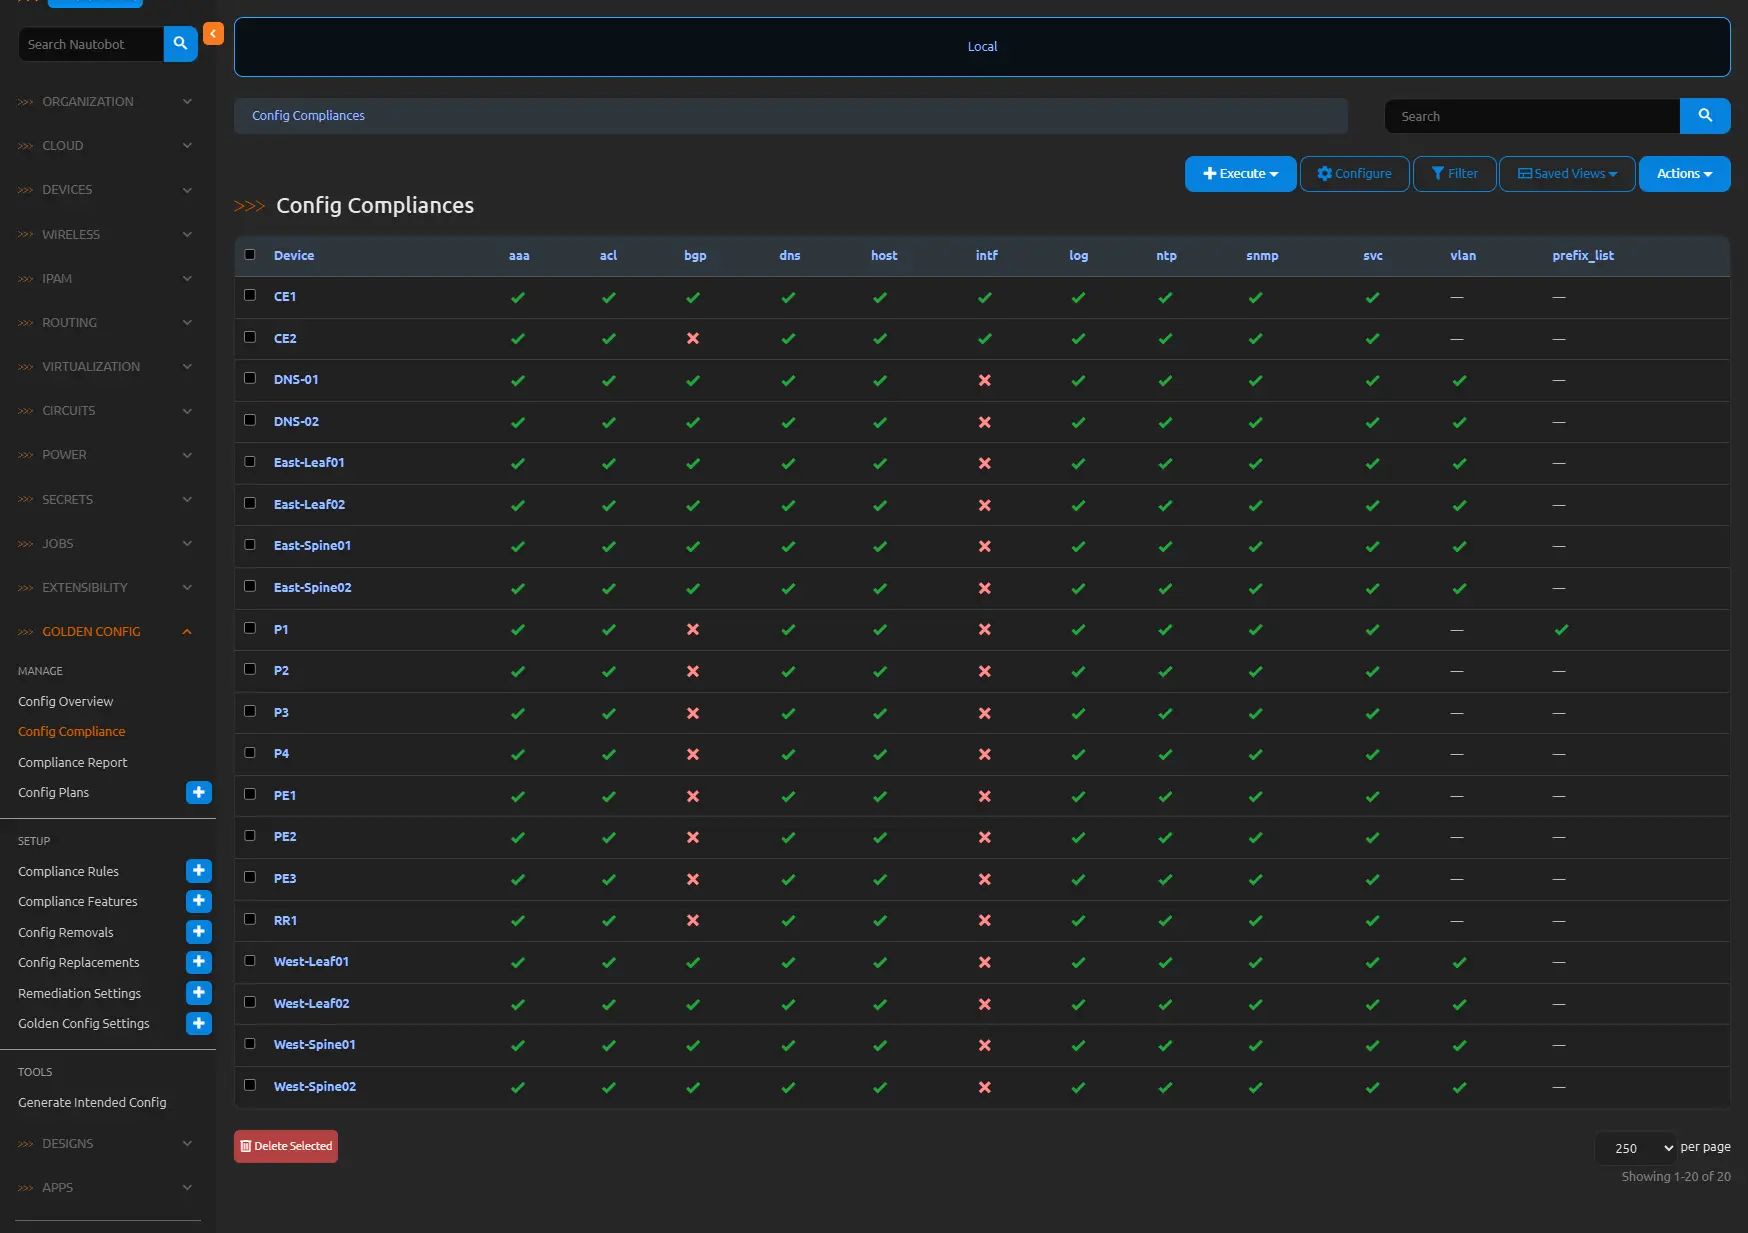 Search Nautobot
ORGANIZATION
CLOUD
DEVICES
WIRELESS
IPAM
ROUTING
VIRTUALIZATION
CIRCUITS
POWER
SECRETS
JOBS
EXTENSIBILITY
GOLDEN CONFIG
MANAGE
Config Overview
Config Compliance
Compliance Report
Config Plans
SETUP
Compliance Rules
Compliance Features
Config Removals
Config Replacements
Remediation Settings
Golden Config Settings
TOOLS
Generate Intended Config
DESIGNS
APPS
Local
Config Compliances
Search
Execute Configure Filter Saved Views Actions
>>> Config Compliances
Device aaa acl bgp dns host intf log ntp snmp svc vlan prefix_list
CE1 ✔ ✔ ✔ ✔ ✔ ✔ ✔ ✔ ✔ ✔ — —
CE2 ✔ ✔ ✖ ✔ ✔ ✔ ✔ ✔ ✔ ✔ — —
DNS-01 ✔ ✔ ✔ ✔ ✔ ✖ ✔ ✔ ✔ ✔ ✔ —
DNS-02 ✔ ✔ ✔ ✔ ✔ ✖ ✔ ✔ ✔ ✔ ✔ —
East-Leaf01 ✔ ✔ ✔ ✔ ✔ ✖ ✔ ✔ ✔ ✔ ✔ —
East-Leaf02 ✔ ✔ ✔ ✔ ✔ ✖ ✔ ✔ ✔ ✔ ✔ —
East-Spine01 ✔ ✔ ✔ ✔ ✔ ✖ ✔ ✔ ✔ ✔ ✔ —
East-Spine02 ✔ ✔ ✔ ✔ ✔ ✖ ✔ ✔ ✔ ✔ ✔ —
P1 ✔ ✔ ✖ ✔ ✔ ✖ ✔ ✔ ✔ ✔ — ✔
P2 ✔ ✔ ✖ ✔ ✔ ✖ ✔ ✔ ✔ ✔ — —
P3 ✔ ✔ ✖ ✔ ✔ ✖ ✔ ✔ ✔ ✔ — —
P4 ✔ ✔ ✖ ✔ ✔ ✖ ✔ ✔ ✔ ✔ — —
PE1 ✔ ✔ ✖ ✔ ✔ ✖ ✔ ✔ ✔ ✔ — —
PE2 ✔ ✔ ✖ ✔ ✔ ✖ ✔ ✔ ✔ ✔ — —
PE3 ✔ ✔ ✖ ✔ ✔ ✖ ✔ ✔ ✔ ✔ — —
RR1 ✔ ✔ ✖ ✔ ✔ ✖ ✔ ✔ ✔ ✔ — —
West-Leaf01 ✔ ✔ ✔ ✔ ✔ ✖ ✔ ✔ ✔ ✔ ✔ —
West-Leaf02 ✔ ✔ ✔ ✔ ✔ ✖ ✔ ✔ ✔ ✔ ✔ —
West-Spine01 ✔ ✔ ✔ ✔ ✔ ✖ ✔ ✔ ✔ ✔ ✔ —
West-Spine02 ✔ ✔ ✔ ✔ ✔ ✖ ✔ ✔ ✔ ✔ ✔ —
Delete Selected
250 per page
Showing 1-20 of 20